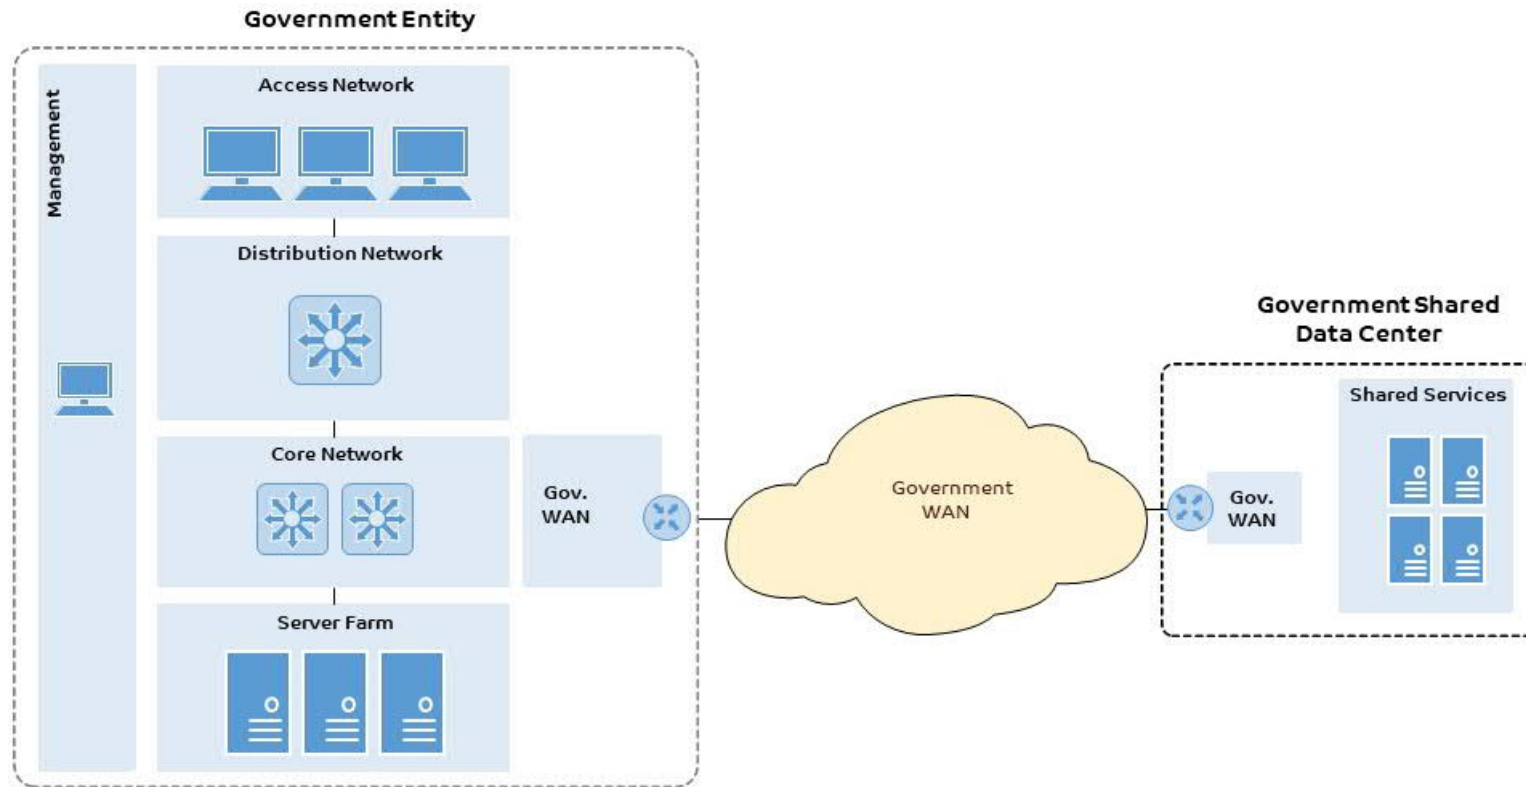 Government Entity
Management
Access Network
Distribution Network
Core Network
Gov.
WAN
Server Farm
Government
WAN
Government Shared
Data Center
Gov.
WAN
Shared Services